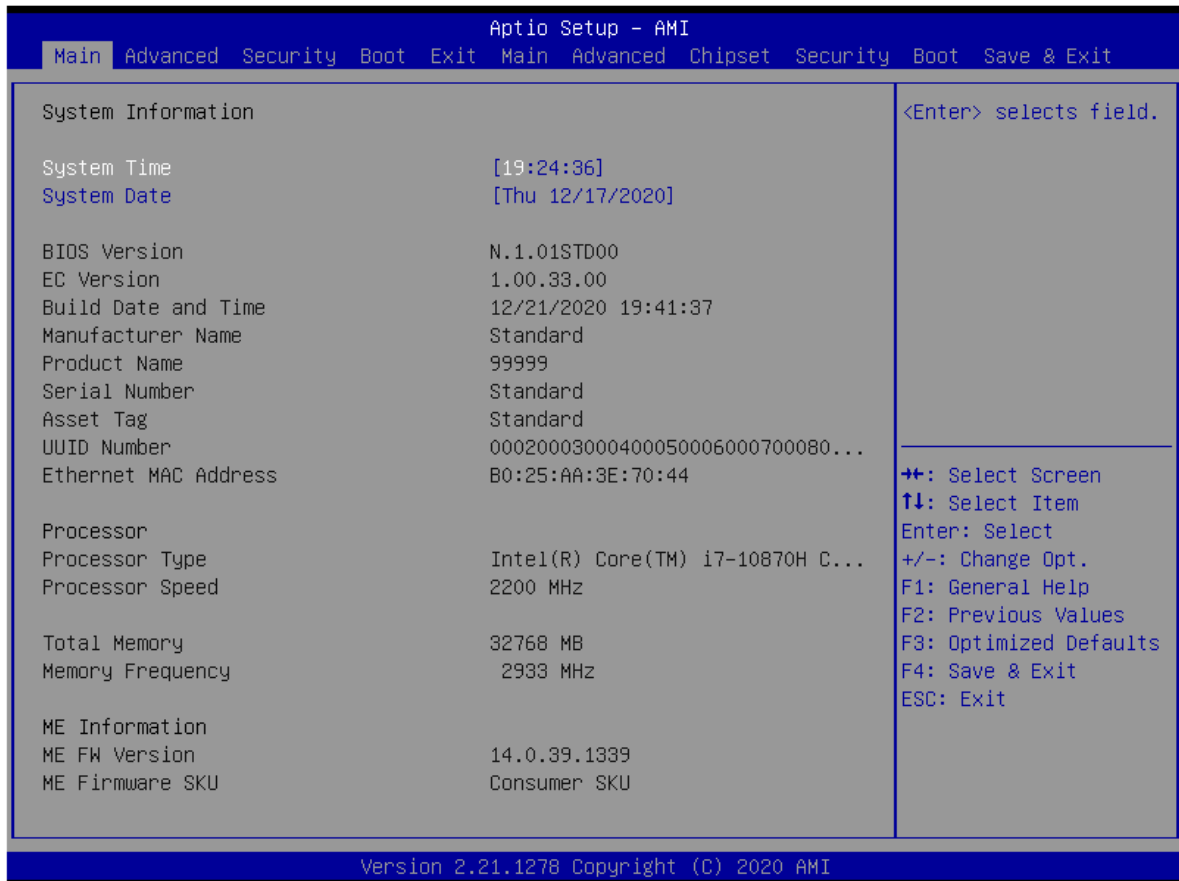 Aptio Setup - AMI
Main Advanced Security Boot Exit Main Advanced Chipset Security Boot Save & Exit
System Information
<Enter> selects field.
System Time [19:24:36]
System Date [Thu 12/17/2020]
BIOS Version N.1.01STD00
EC Version 1.00.33.00
Build Date and Time 12/21/2020 19:41:37
Manufacturer Name Standard
Product Name 99999
Serial Number Standard
Asset Tag Standard
UUID Number 0002000300040005000600070080...
Ethernet MAC Address B0:25:AA:3E:70:44
Processor
Processor Type Intel(R) Core(TM) i7-10870H C...
Processor Speed 2200 MHz
Total Memory 32768 MB
Memory Frequency 2933 MHz
ME Information
ME FW Version 14.0.39.1339
ME Firmware SKU Consumer SKU
→←: Select Screen
↑↓: Select Item
Enter: Select
+/-: Change Opt.
F1: General Help
F2: Previous Values
F3: Optimized Defaults
F4: Save & Exit
ESC: Exit
Version 2.21.1278 Copyright (C) 2020 AMI